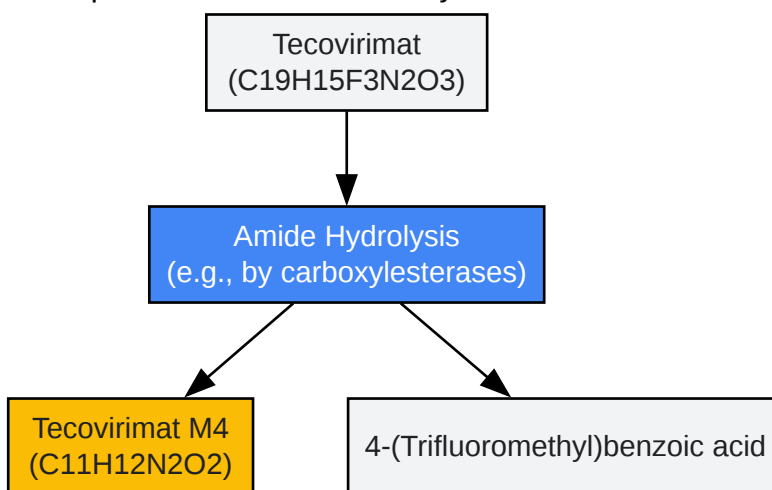 Tecovirimat
(C19H15F3N2O3)
Amide Hydrolysis
(e.g., by carboxylesterases)
Tecovirimat M4
(C11H12N2O2)
4-(Trifluoromethyl)benzoic acid